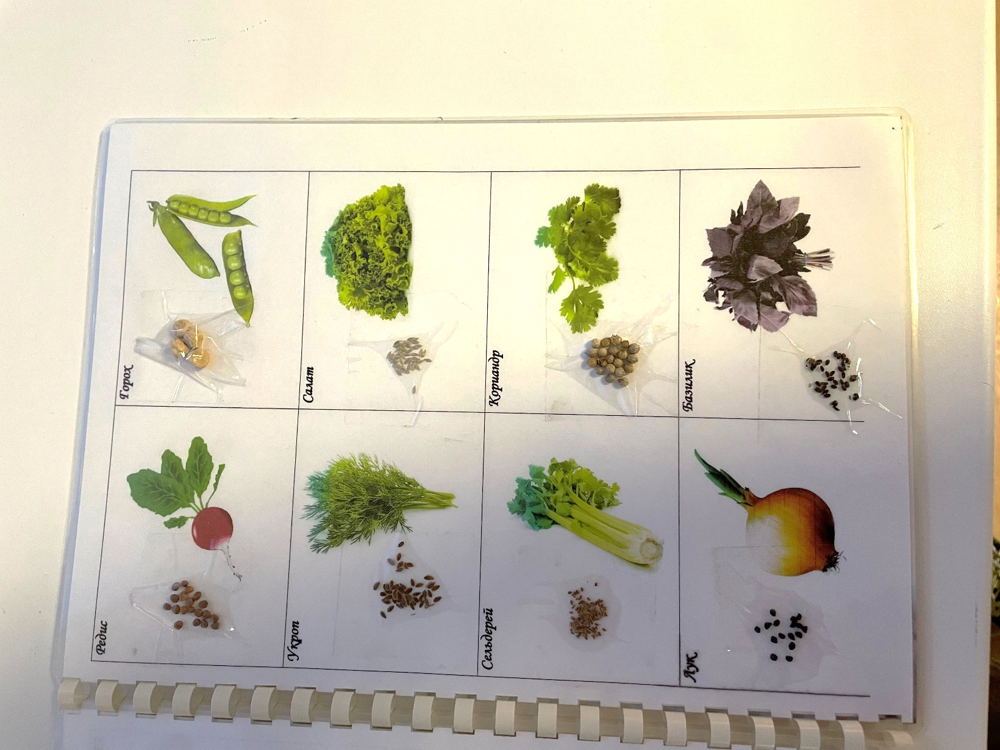 Редис
Горох
Укроп
Салат
Сельдерей
Кориандр
Лук
Базилик